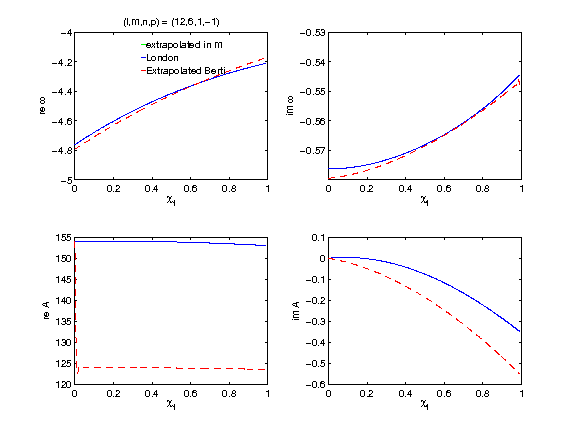 (l,m,n,p) = (12,6,1,−1)
−4
−4.2
−4.4
−4.6
−4.8
−5
re ω
extrapolated in m
London
Extrapolated Berti
0 0.2 0.4 0.6 0.8 1
χf
−0.53
−0.54
−0.55
−0.56
−0.57
im ω
0 0.2 0.4 0.6 0.8 1
χf
155
150
145
140
135
130
125
120
re A
0 0.2 0.4 0.6 0.8 1
χf
0.1
0
−0.1
−0.2
−0.3
−0.4
−0.5
−0.6
im A
0 0.2 0.4 0.6 0.8 1
χf